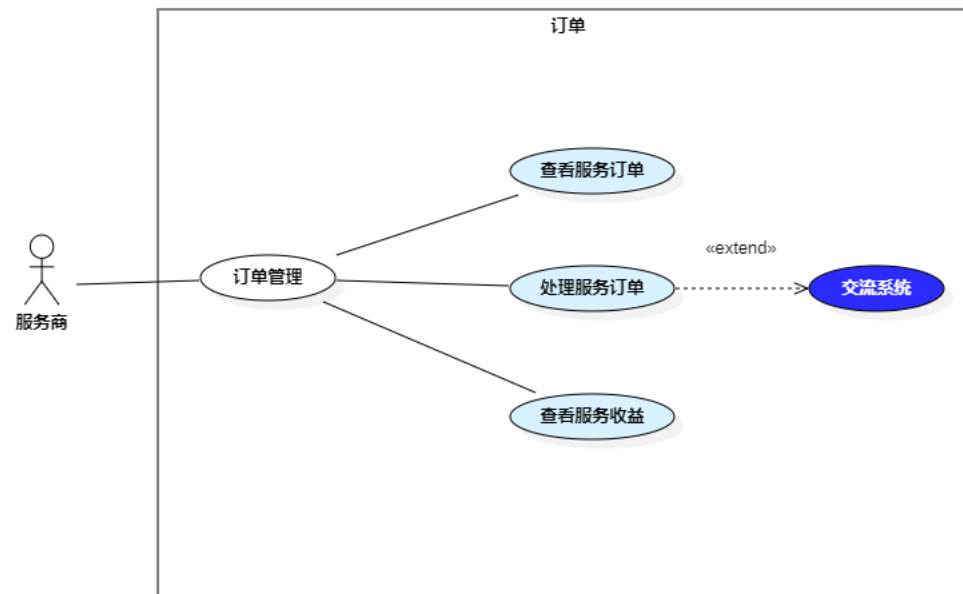 订单
查看服务订单
«extend»
订单管理
处理服务订单
交流系统
服务商
查看服务收益